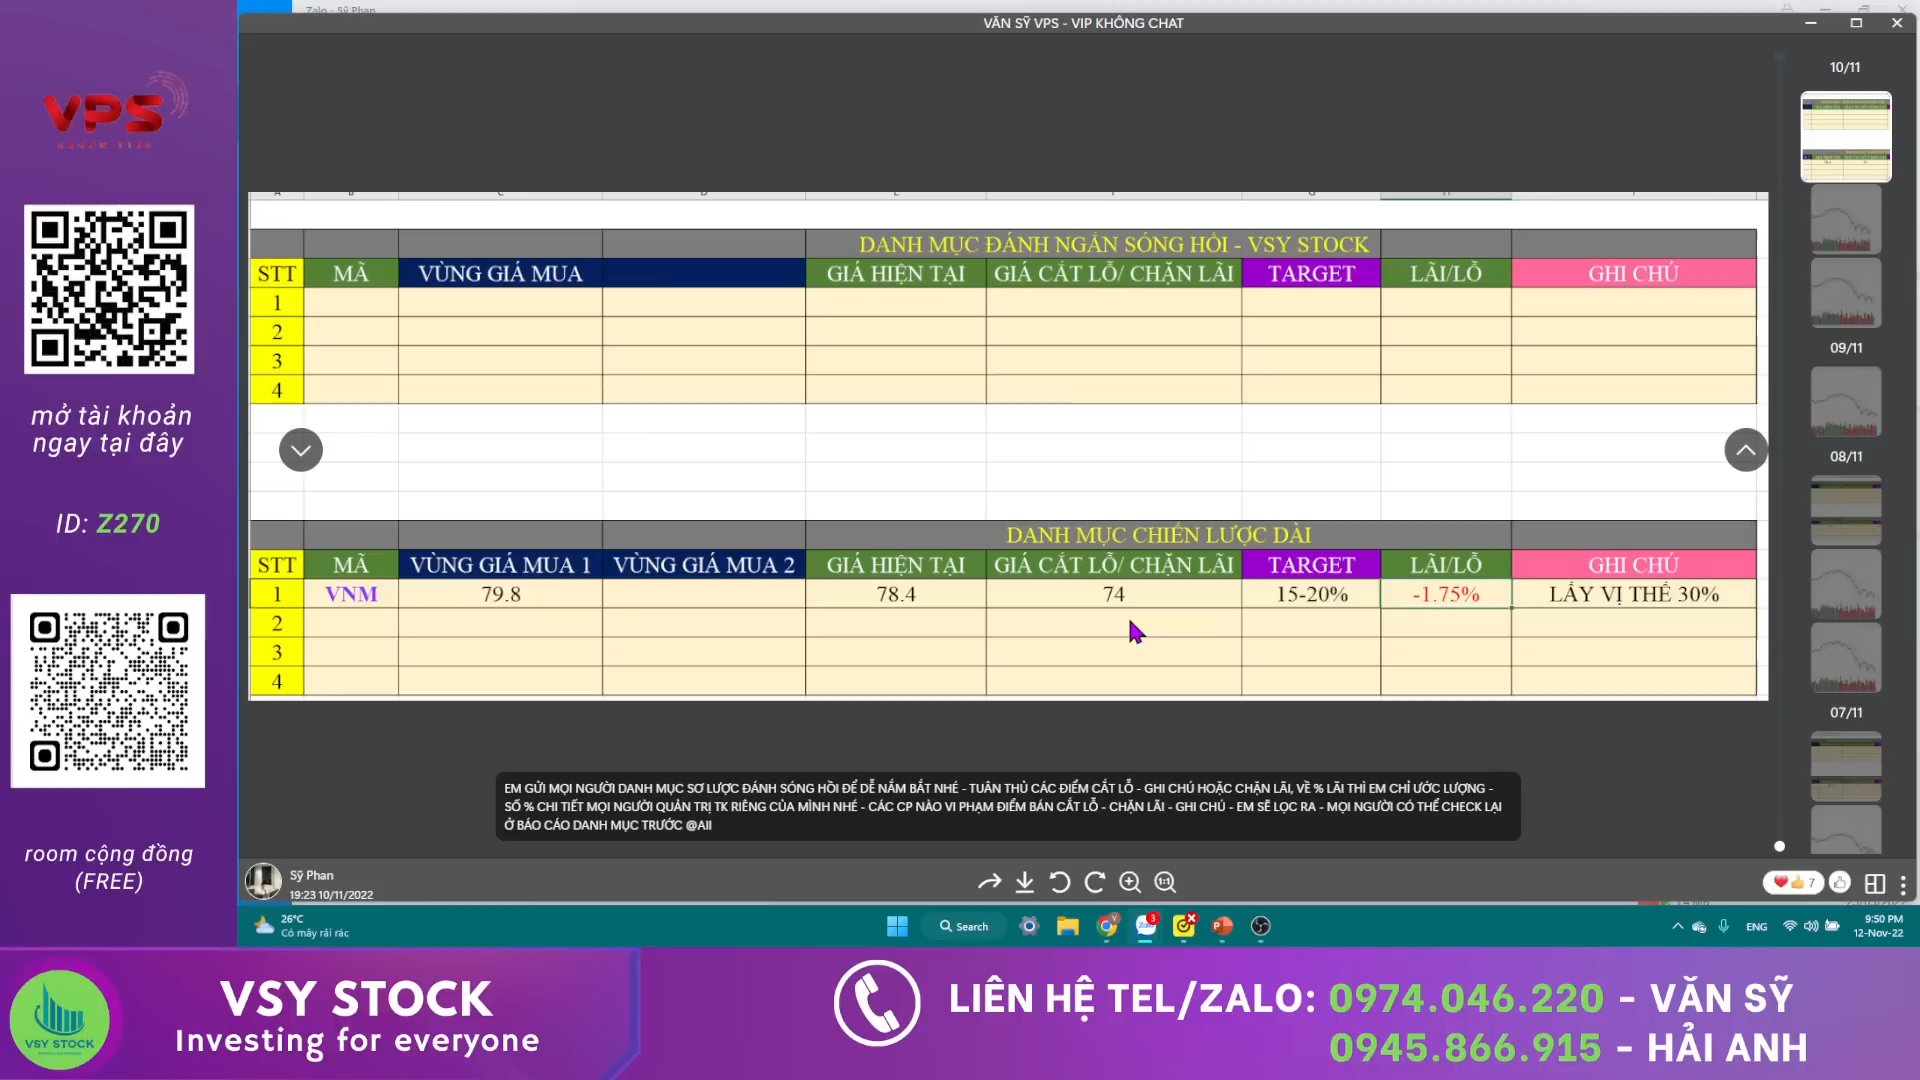 Zalo - Sỹ Phan
VĂN SỸ VPS - VIP KHÔNG CHAT
VPS
mở tài khoản
ngay tại đây
ID: Z270
room cộng đồng
(FREE)
DANH MỤC ĐÁNH NGẮN SÓNG HỒI - VSY STOCK
STT MÃ VÙNG GIÁ MUA GIÁ HIỆN TẠI GIÁ CẮT LỖ/ CHẶN LÃI TARGET LÃI/LỖ GHI CHÚ
1
2
3
4
DANH MỤC CHIẾN LƯỢC DÀI
STT MÃ VÙNG GIÁ MUA 1 VÙNG GIÁ MUA 2 GIÁ HIỆN TẠI GIÁ CẮT LỖ/ CHẶN LÃI TARGET LÃI/LỖ GHI CHÚ
1 VNM 79.8 78.4 74 15-20% -1.75% LẤY VỊ THẾ 30%
2
3
4
10/11
09/11
08/11
07/11
EM GỬI MỌI NGƯỜI DANH MỤC SƠ LƯỢC ĐÁNH SÓNG HỒI ĐỂ DỄ NẮM BẮT NHÉ - TUÂN THỦ CÁC ĐIỂM CẮT LỖ - GHI CHÚ HOẶC CHẶN LÃI, VỀ % LÃI THÌ EM CHỈ ƯỚC LƯỢNG -
SỐ % CHI TIẾT MỌI NGƯỜI QUẢN TRỊ TK RIÊNG CỦA MÌNH NHÉ - CÁC CP NÀO VI PHẠM ĐIỂM BÁN CẮT LỖ - CHẶN LÃI - GHI CHÚ - EM SẼ LỌC RA - MỌI NGƯỜI CÓ THỂ CHECK LẠI
Ở BÁO CÁO DANH MỤC TRƯỚC @All
Sỹ Phan
19:23 10/11/2022
7
26°C
Có mây rải rác
Search
3
ENG
9:50 PM
12-Nov-22
VSY STOCK
VSY STOCK
Investing for everyone
LIÊN HỆ TEL/ZALO: 0974.046.220 - VĂN SỸ
0945.866.915 - HẢI ANH